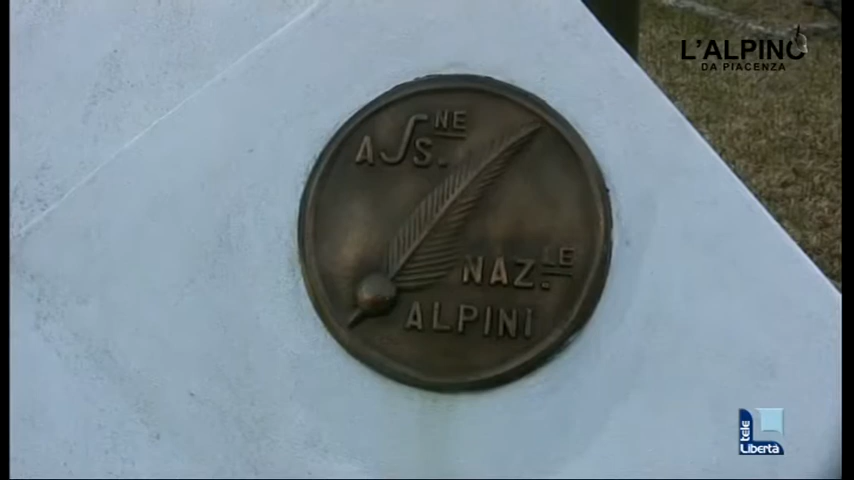 L'ALPINO
DA PIACENZA
ASS.NE
NAZ.LE
ALPINI
tele
Libertà